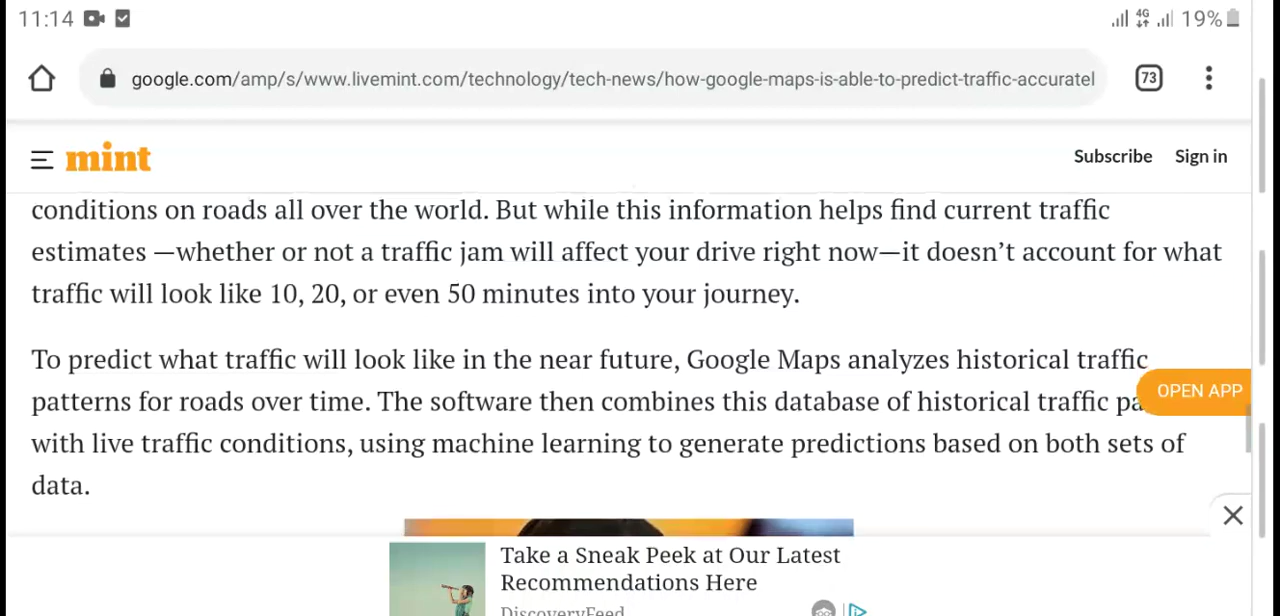 11:14 4G 19%
google.com/amp/s/www.livemint.com/technology/tech-news/how-google-maps-is-able-to-predict-traffic-accuratel 73
mint Subscribe Sign in
conditions on roads all over the world. But while this information helps find current traffic
estimates —whether or not a traffic jam will affect your drive right now—it doesn’t account for what
traffic will look like 10, 20, or even 50 minutes into your journey.
To predict what traffic will look like in the near future, Google Maps analyzes historical traffic
OPEN APP
patterns for roads over time. The software then combines this database of historical traffic pa
with live traffic conditions, using machine learning to generate predictions based on both sets of
data.
Take a Sneak Peek at Our Latest
Recommendations Here
DiscoveryFeed